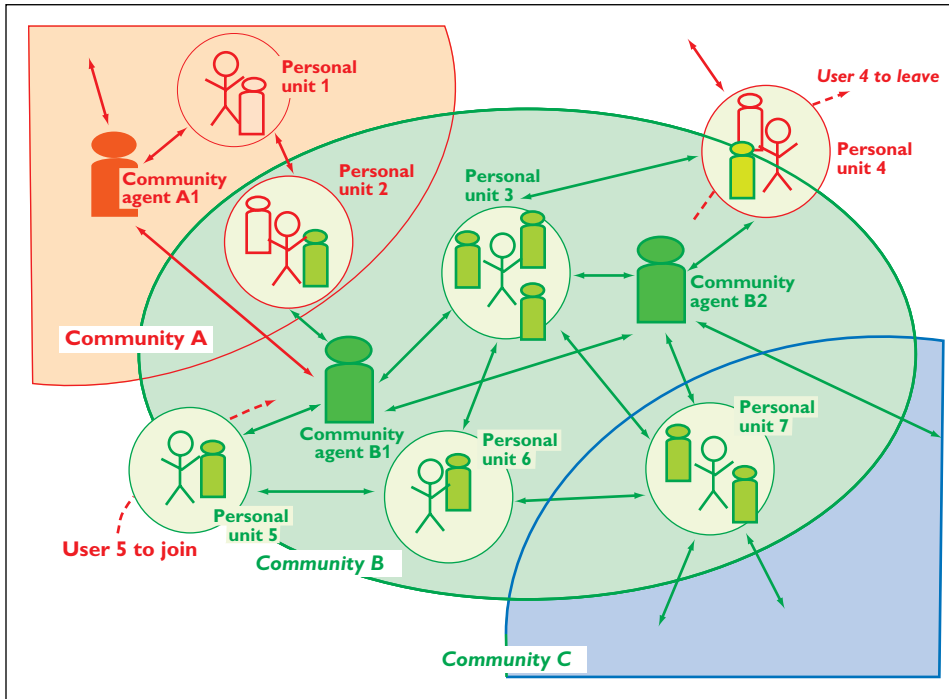 Personal
unit 1
User 4 to leave
Community
agent A1
Personal
unit 2
Personal
unit 3
Personal
unit 4
Community
agent B2
Community A
Community
agent B1
Personal
unit 7
Personal
unit 6
Personal
unit 5
User 5 to join
Community B
Community C